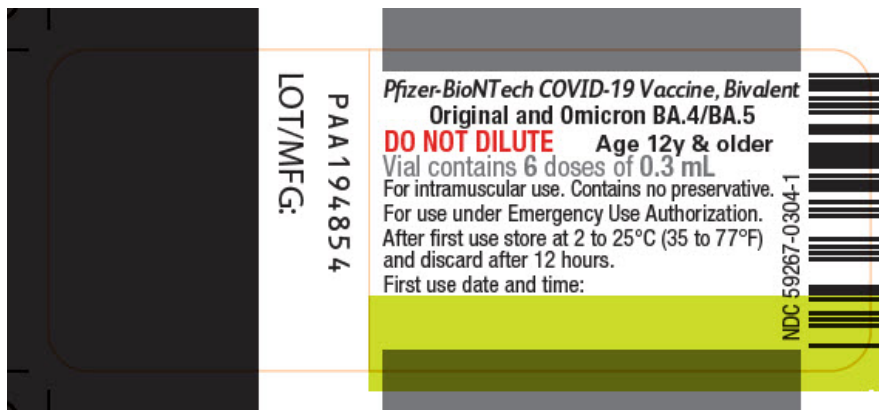 LOT/MFG:
PAA194854
Pfizer-BioNTech COVID-19 Vaccine, Bivalent
Original and Omicron BA.4/BA.5
DO NOT DILUTE Age 12y & older
Vial contains 6 doses of 0.3 mL
For intramuscular use. Contains no preservative.
For use under Emergency Use Authorization.
After first use store at 2 to 25°C (35 to 77°F)
and discard after 12 hours.
First use date and time:
NDC 59267-0304-1